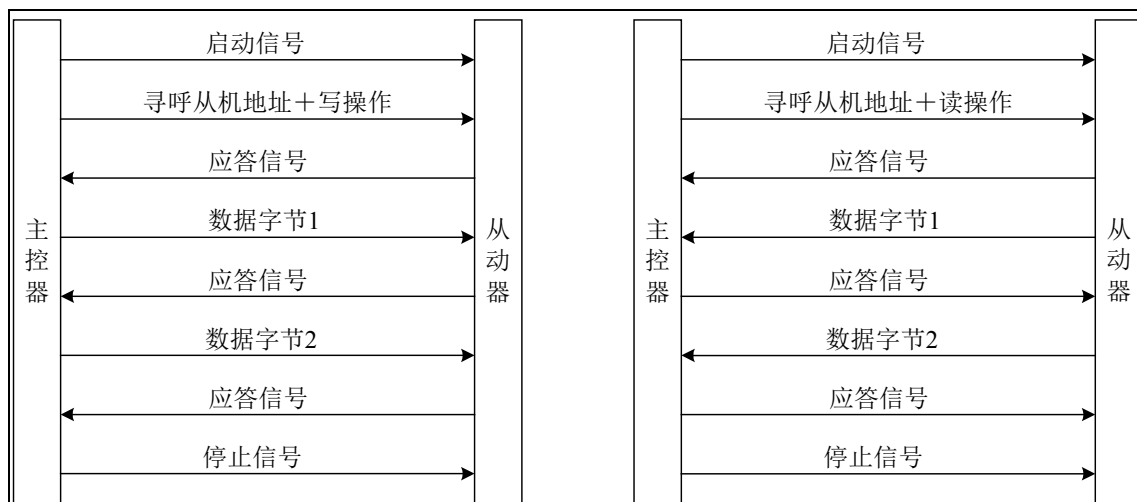 启动信号
寻呼从机地址＋写操作
应答信号
数据字节1
应答信号
数据字节2
应答信号
停止信号
主控器
从动器
启动信号
寻呼从机地址＋读操作
应答信号
数据字节1
应答信号
数据字节2
应答信号
停止信号
主控器
从动器